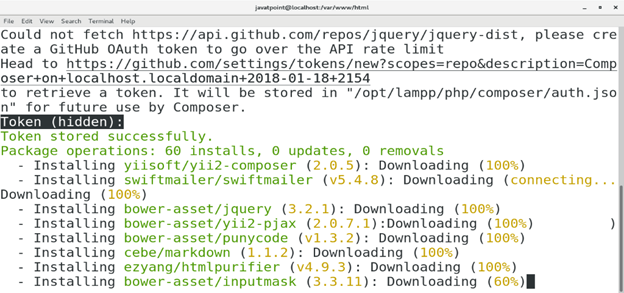 javatpoint@localhost:/var/www/html
File Edit View Search Terminal Help
Could not fetch https://api.github.com/repos/jquery/jquery-dist, please cre
ate a GitHub OAuth token to go over the API rate limit
Head to https://github.com/settings/tokens/new?scopes=repo&description=Comp
oser+on+localhost.localdomain+2018-01-18+2154
to retrieve a token. It will be stored in "/opt/lampp/php/composer/auth.jso
n" for future use by Composer.
Token (hidden):
Token stored successfully.
Package operations: 60 installs, 0 updates, 0 removals
- Installing yiisoft/yii2-composer (2.0.5): Downloading (100%)
- Installing swiftmailer/swiftmailer (v5.4.8): Downloading (connecting...
Downloading (100%)
- Installing bower-asset/jquery (3.2.1): Downloading (100%)
- Installing bower-asset/yii2-pjax (2.0.7.1):Downloading (100%) )
- Installing bower-asset/punycode (v1.3.2): Downloading (100%)
- Installing cebe/markdown (1.1.2): Downloading (100%)
- Installing ezyang/htmlpurifier (v4.9.3): Downloading (100%)
- Installing bower-asset/inputmask (3.3.11): Downloading (60%)